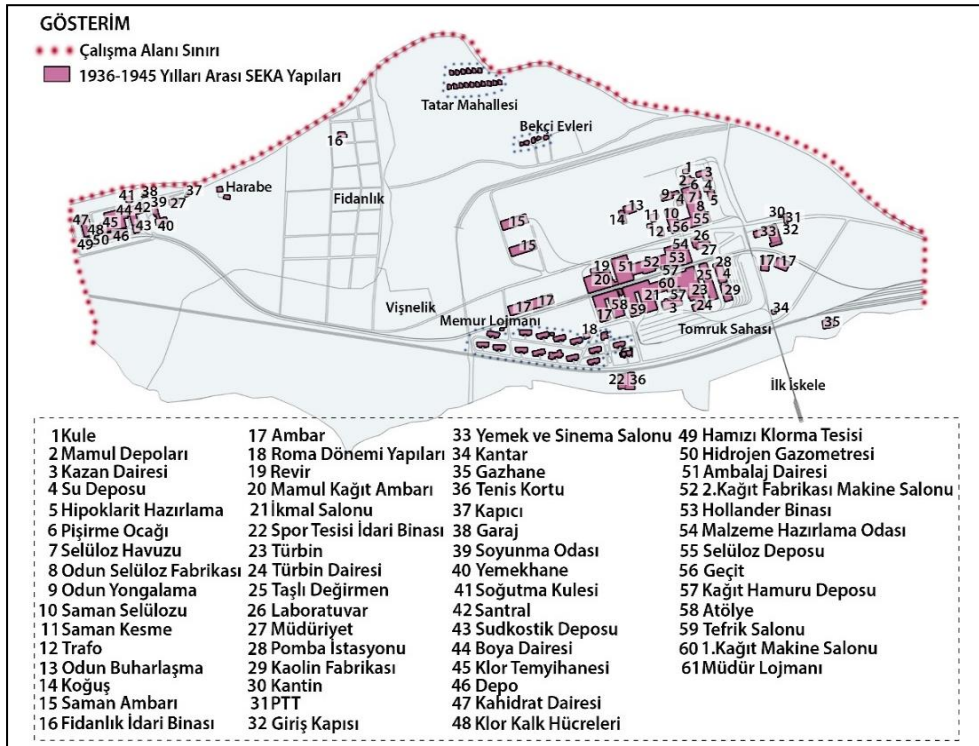 GÖSTERİM
Çalışma Alanı Sınırı
1936-1945 Yılları Arası SEKA Yapıları
Tatar Mahallesi
Bekçi Evleri
16
1
2 3
6 4
9 4 7 5
8
38
41
37
Harabe
Fidanlık
47 44 42 39 27
45 43 40
48
49 50 46
13
14
11 10
12 56 55
15
15
30
31
33 32
26
54 27
19 51 52 53
57
20 60 25
28
4
17 17
17 17
58 21 57 23 29
17 59 3 24
34
35
Vişnelik
Memur Lojmanı
18
61
Tomruk Sahası
22 36
İlk İskele
1 Kule
2 Mamul Depoları
3 Kazan Dairesi
4 Su Deposu
5 Hipoklarit Hazırlama
6 Pişirme Ocağı
7 Selüloz Havuzu
8 Odun Selüloz Fabrikası
9 Odun Yongalama
10 Saman Selülozu
11 Saman Kesme
12 Trafo
13 Odun Buharlaşma
14 Koğuş
15 Saman Ambarı
16 Fidanlık İdari Binası
17 Ambar
18 Roma Dönemi Yapıları
19 Revir
20 Mamul Kağıt Ambarı
21 İkmal Salonu
22 Spor Tesisi İdari Binası
23 Türbin
24 Türbin Dairesi
25 Taşlı Değirmen
26 Laboratuvar
27 Müdüriyet
28 Pomba İstasyonu
29 Kaolin Fabrikası
30 Kantin
31 PTT
32 Giriş Kapısı
33 Yemek ve Sinema Salonu
34 Kantar
35 Gazhane
36 Tenis Kortu
37 Kapıcı
38 Garaj
39 Soyunma Odası
40 Yemekhane
41 Soğutma Kulesi
42 Santral
43 Sudkostik Deposu
44 Boya Dairesi
45 Klor Temyihanesi
46 Depo
47 Kahidrat Dairesi
48 Klor Kalk Hücreleri
49 Hamızı Klorma Tesisi
50 Hidrojen Gazometresi
51 Ambalaj Dairesi
52 2.Kağıt Fabrikası Makine Salonu
53 Hollander Binası
54 Malzeme Hazırlama Odası
55 Selüloz Deposu
56 Geçit
57 Kağıt Hamuru Deposu
58 Atölye
59 Tefrik Salonu
60 1.Kağıt Makine Salonu
61 Müdür Lojmanı